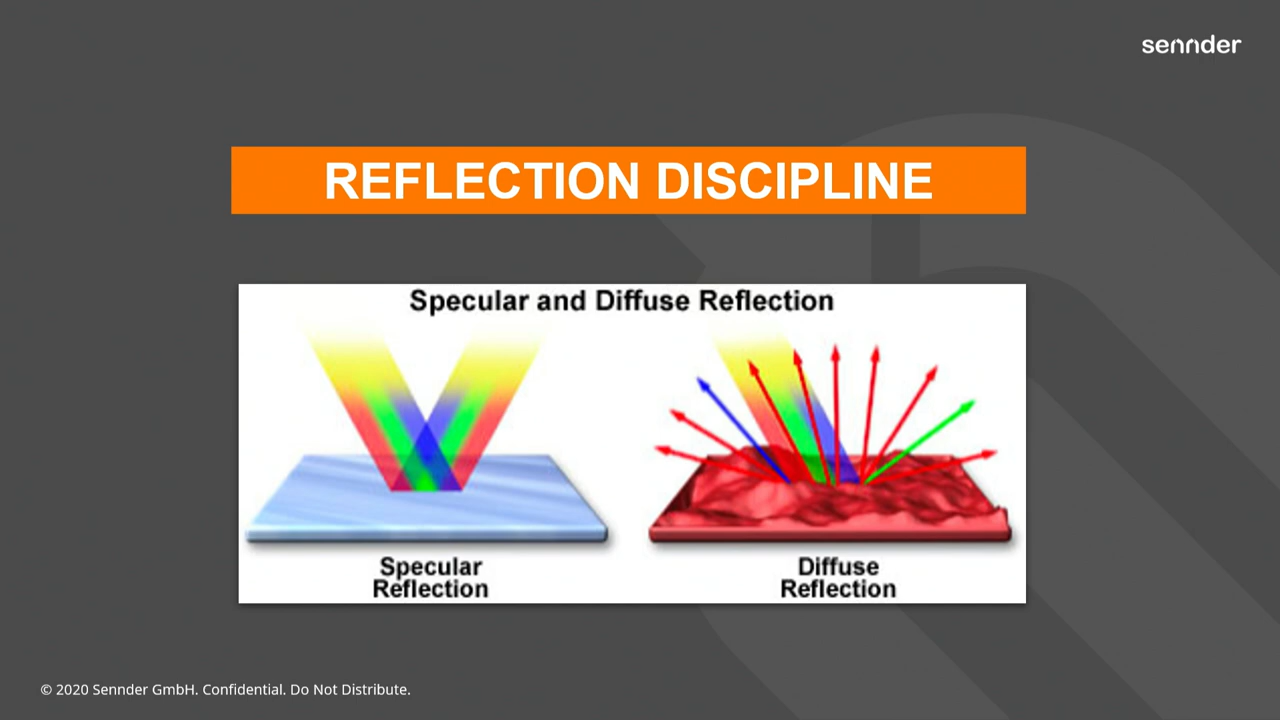 sennder
REFLECTION DISCIPLINE
Specular and Diffuse Reflection
Specular
Reflection
Diffuse
Reflection
© 2020 Sennder GmbH. Confidential. Do Not Distribute.